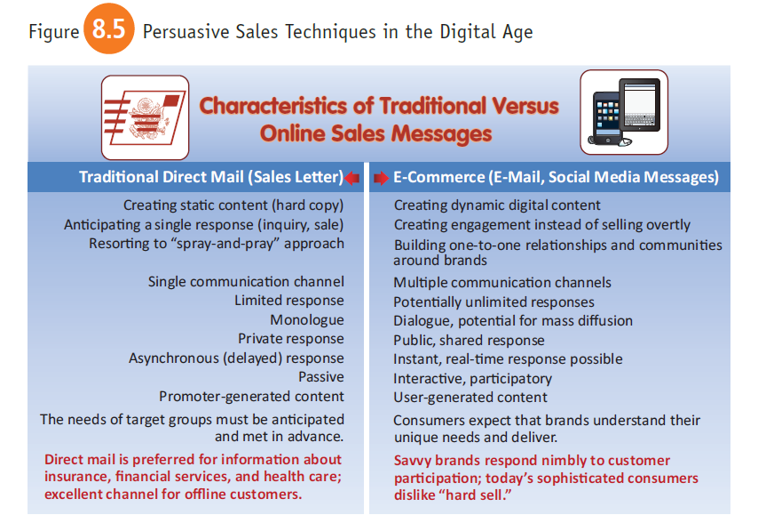 Figure 8.5 Persuasive Sales Techniques in the Digital Age
Characteristics of Traditional Versus
Online Sales Messages
Traditional Direct Mail (Sales Letter)
Creating static content (hard copy)
Anticipating a single response (inquiry, sale)
Resorting to “spray-and-pray” approach
Single communication channel
Limited response
Monologue
Private response
Asynchronous (delayed) response
Passive
Promoter-generated content
The needs of target groups must be anticipated
and met in advance.
Direct mail is preferred for information about
insurance, financial services, and health care;
excellent channel for offline customers.
E-Commerce (E-Mail, Social Media Messages)
Creating dynamic digital content
Creating engagement instead of selling overtly
Building one-to-one relationships and communities
around brands
Multiple communication channels
Potentially unlimited responses
Dialogue, potential for mass diffusion
Public, shared response
Instant, real-time response possible
Interactive, participatory
User-generated content
Consumers expect that brands understand their
unique needs and deliver.
Savvy brands respond nimbly to customer
participation; today’s sophisticated consumers
dislike “hard sell.”